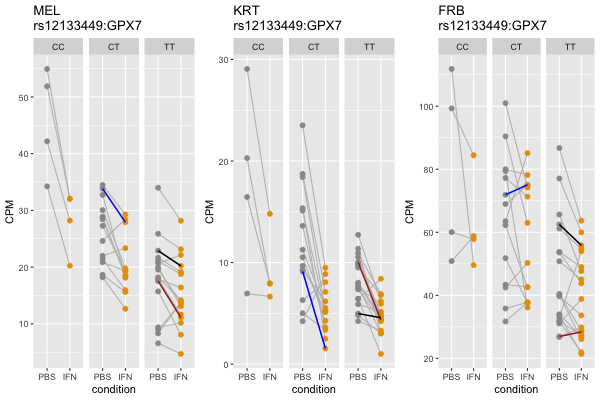 MEL
rs12133449:GPX7
CC CT TT
CPM
50
40
30
20
10
PBS IFN PBS IFN PBS IFN
condition
KRT
rs12133449:GPX7
CC CT TT
CPM
30
20
10
0
PBS IFN PBS IFN PBS IFN
condition
FRB
rs12133449:GPX7
CC CT TT
CPM
100
80
60
40
20
PBS IFN PBS IFN PBS IFN
condition